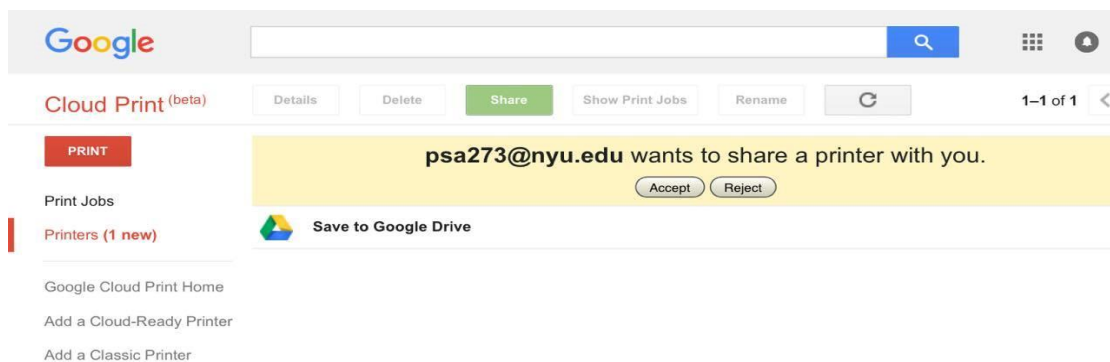 Google
Cloud Print (beta)
Details Delete Share Show Print Jobs Rename 1–1 of 1
PRINT
psa273@nyu.edu wants to share a printer with you.
Accept Reject
Print Jobs
Save to Google Drive
Printers (1 new)
Google Cloud Print Home
Add a Cloud-Ready Printer
Add a Classic Printer